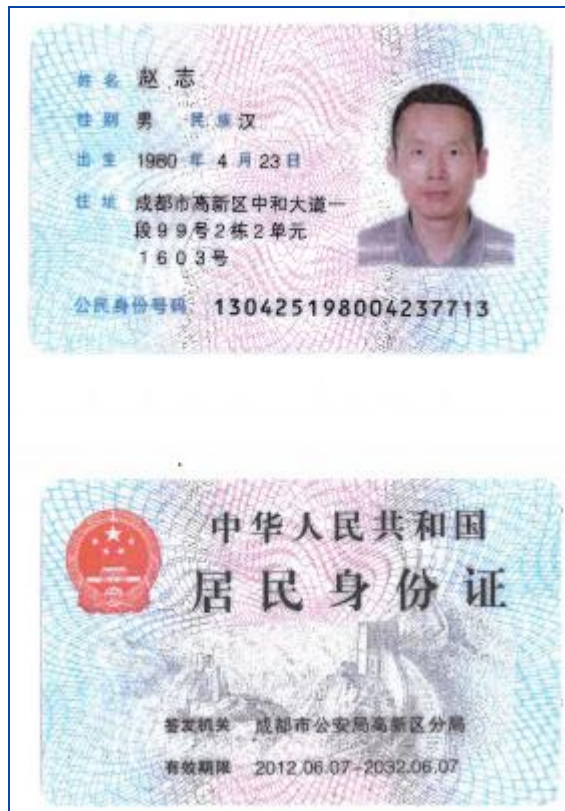 姓名 赵志
性别 男 民族 汉
出生 1980 年 4 月 23 日
住址 成都市高新区中和大道一
段99号2栋2单元
1603号
公民身份号码 130425198004237713
中华人民共和国
居民身份证
签发机关 成都市公安局高新区分局
有效期限 2012.06.07-2032.06.07